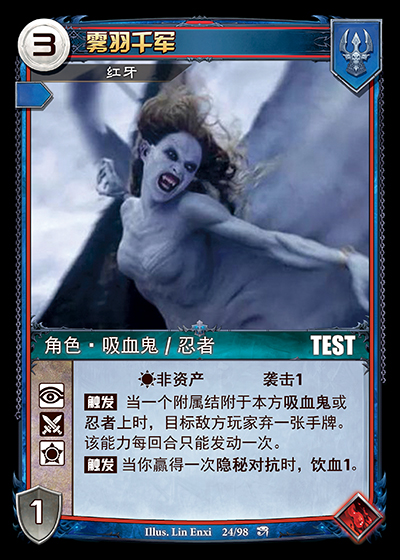 3
雾羽千军
红牙
角色·吸血鬼 / 忍者
TEST
非资产 袭击1
触发 当一个附属结附于本方吸血鬼或
忍者上时，目标敌方玩家弃一张手牌。
该能力每回合只能发动一次。
触发 当你赢得一次隐秘对抗时，饮血1。
1
Illus. Lin Enxi 24/98